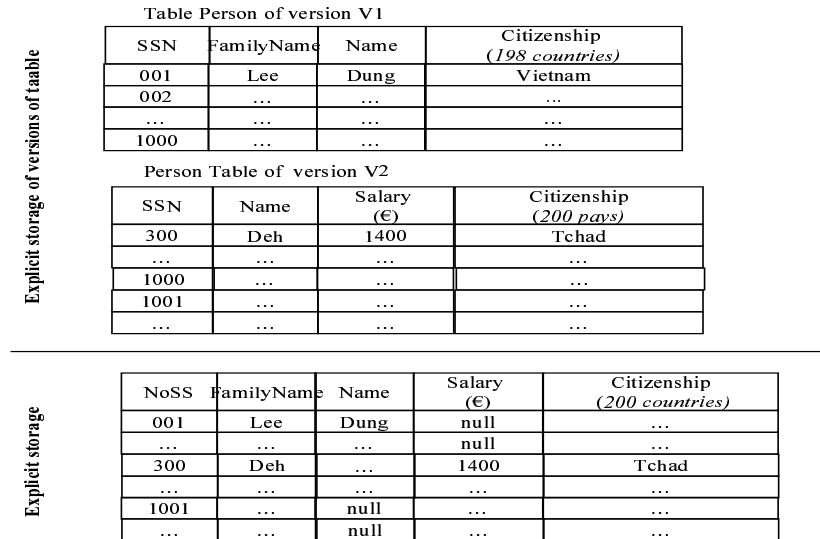 Table Person of version V1
SSN FamilyName Name Citizenship (198 countries)
001 Lee Dung Vietnam
002 ... ... ...
... ... ... ...
1000 ... ... ...
Person Table of version V2
SSN Name Salary (€) Citizenship (200 pays)
300 Deh 1400 Tchad
... ... ... ...
1000 ... ... ...
1001 ... ... ...
... ... ... ...
Explicit storage of versions of taable
NoSS FamilyName Name Salary (€) Citizenship (200 countries)
001 Lee Dung null ...
... ... ... null ...
300 Deh ... 1400 Tchad
... ... ... ... ...
1001 ... null ... ...
... ... null ... ...
Explicit storage